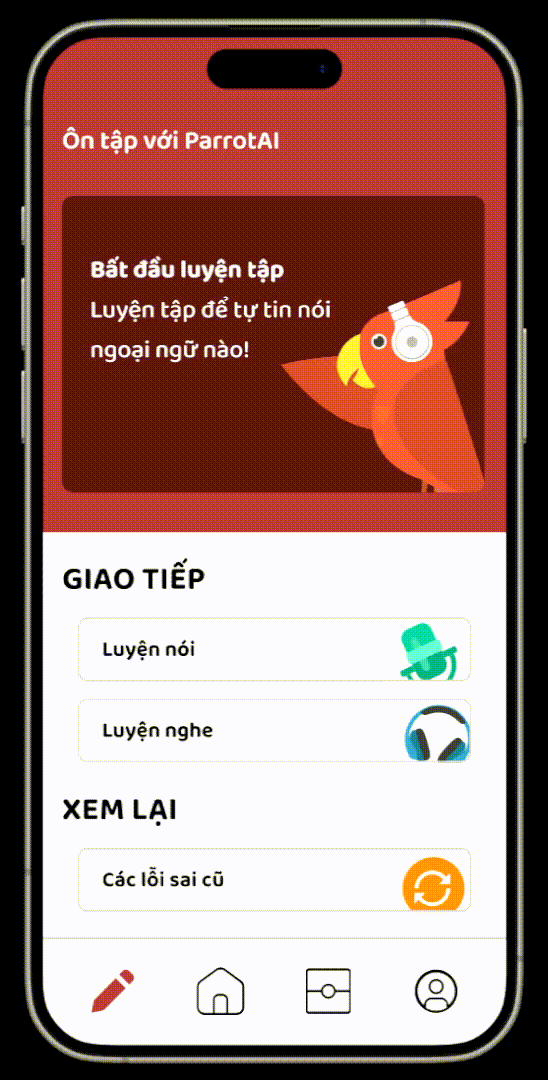 Ôn tập với ParrotAI
Bắt đầu luyện tập
Luyện tập để tự tin nói
ngoại ngữ nào!
GIAO TIẾP
Luyện nói
Luyện nghe
XEM LẠI
Các lỗi sai cũ